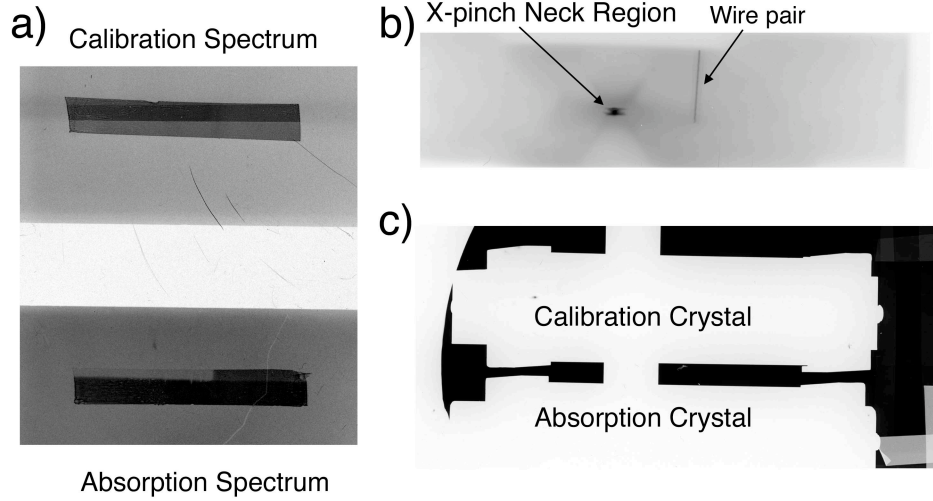 a)
Calibration Spectrum
Absorption Spectrum
b)
X-pinch Neck Region
Wire pair
c)
Calibration Crystal
Absorption Crystal